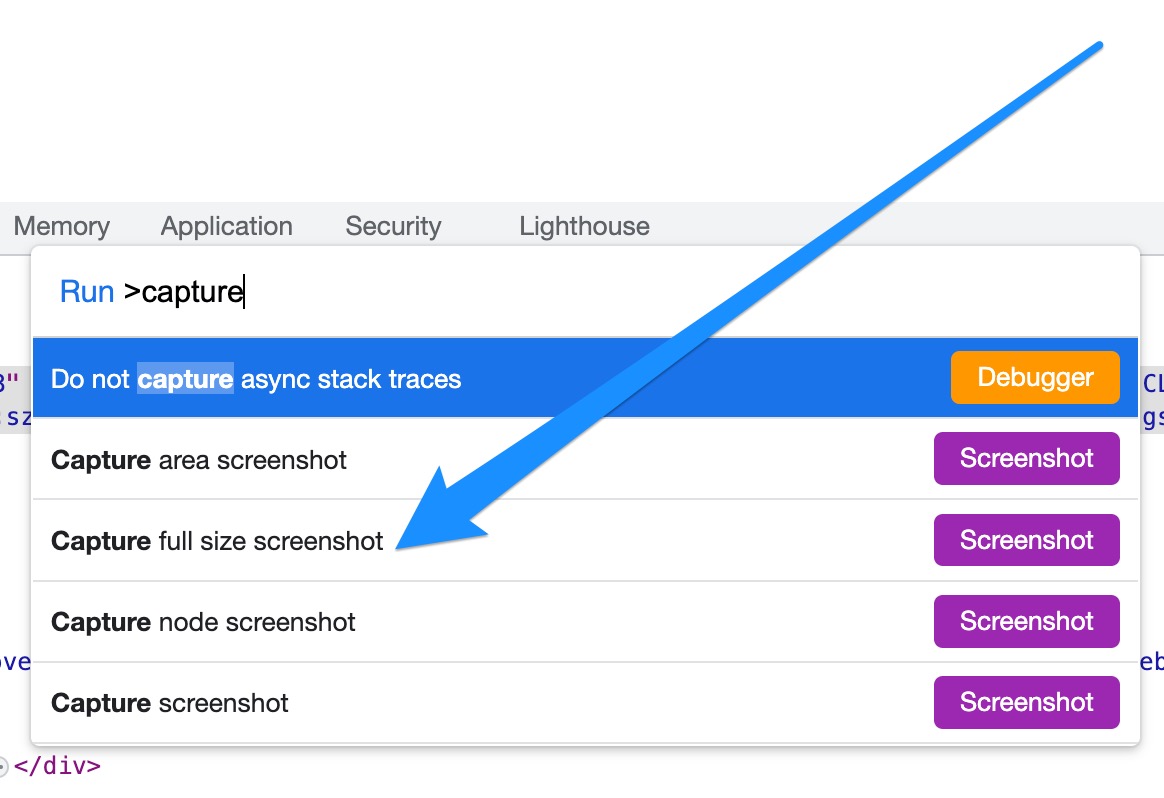 Memory Application Security Lighthouse
Run >capture
Do not capture async stack traces Debugger
Capture area screenshot Screenshot
Capture full size screenshot Screenshot
Capture node screenshot Screenshot
Capture screenshot Screenshot
</div>